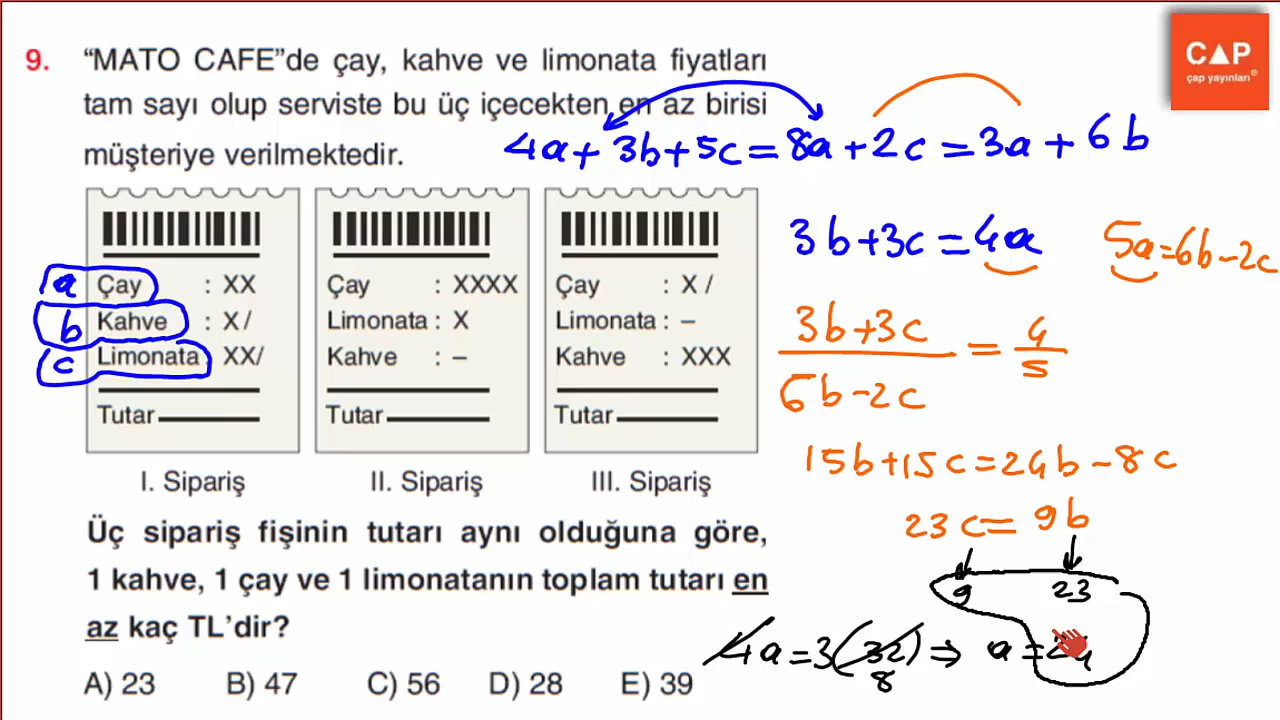 CAP
çap yayınları®
9. “MATO CAFE”de çay, kahve ve limonata fiyatları
tam sayı olup serviste bu üç içecekten en az birisi
müşteriye verilmektedir.
4a+3b+5c=8a+2c=3a+6b
3b+3c=4a
5a=6b-2c
a Çay : XX
b Kahve : X/
c Limonata : XX/
Tutar
I. Sipariş
Çay : XXXX
Limonata : X
Kahve : –
Tutar
II. Sipariş
Çay : X /
Limonata : –
Kahve : XXX
Tutar
III. Sipariş
3b+3c / 6b-2c = 4/5
15b+15c=24b-8c
23c=9b
9 23
4a=3(32) ⇒ a=24
8
Üç sipariş fişinin tutarı aynı olduğuna göre,
1 kahve, 1 çay ve 1 limonatanın toplam tutarı en
az kaç TL’dir?
A) 23 B) 47 C) 56 D) 28 E) 39